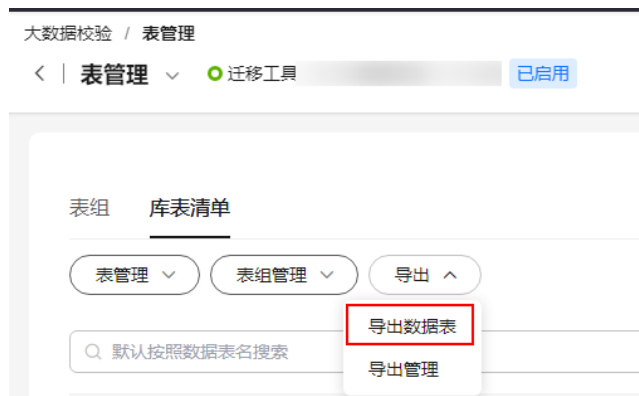 大数据校验 / 表管理
表管理 迁移工具 已启用
表组 库表清单
表管理 表组管理 导出
导出数据表
默认按照数据表名搜索
导出管理